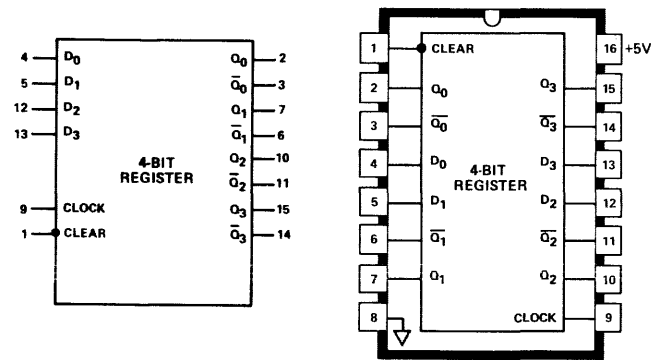 4 D0 Q0 2
5 D1 Q̅0 3
12 D2 Q1 7
13 D3 Q̅1 6
4-BIT
REGISTER
Q2 10
Q̅2 11
9 CLOCK Q3 15
1 CLEAR Q̅3 14
1 CLEAR 16 +5V
2 Q0 Q3 15
3 Q̅0 Q̅3 14
4 D0 D3 13
4-BIT
REGISTER
5 D1 D2 12
6 Q̅1 Q̅2 11
7 Q1 Q2 10
8 CLOCK 9